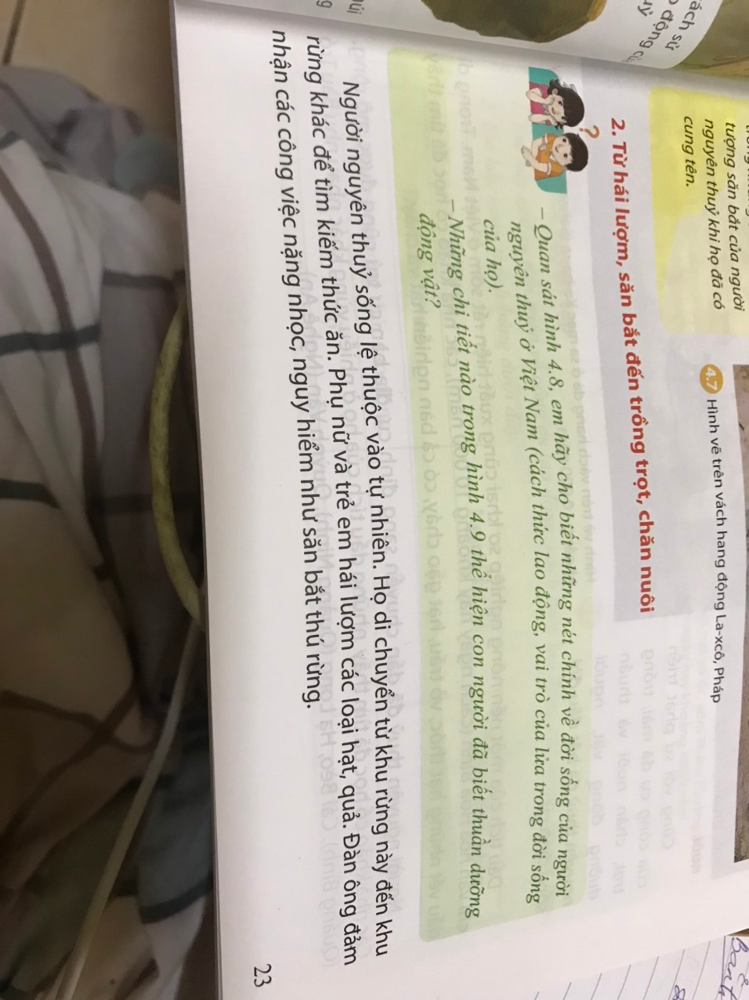 ách sử
động củ
tượng săn bắt của người
nguyên thuỷ khi họ đã có
cung tên.
4.7 Hình vẽ trên vách hang động La-xcô, Pháp
2. Từ hái lượm, săn bắt đến trồng trọt, chăn nuôi
?
– Quan sát hình 4.8, em hãy cho biết những nét chính về đời sống của người
nguyên thuỷ ở Việt Nam (cách thức lao động, vai trò của lửa trong đời sống
của họ).
– Những chi tiết nào trong hình 4.9 thể hiện con người đã biết thuần dưỡng
động vật?
Người nguyên thuỷ sống lệ thuộc vào tự nhiên. Họ di chuyển từ khu rừng này đến khu
rừng khác để tìm kiếm thức ăn. Phụ nữ và trẻ em hái lượm các loại hạt, quả. Đàn ông đảm
nhận các công việc nặng nhọc, nguy hiểm như săn bắt thú rừng.
23